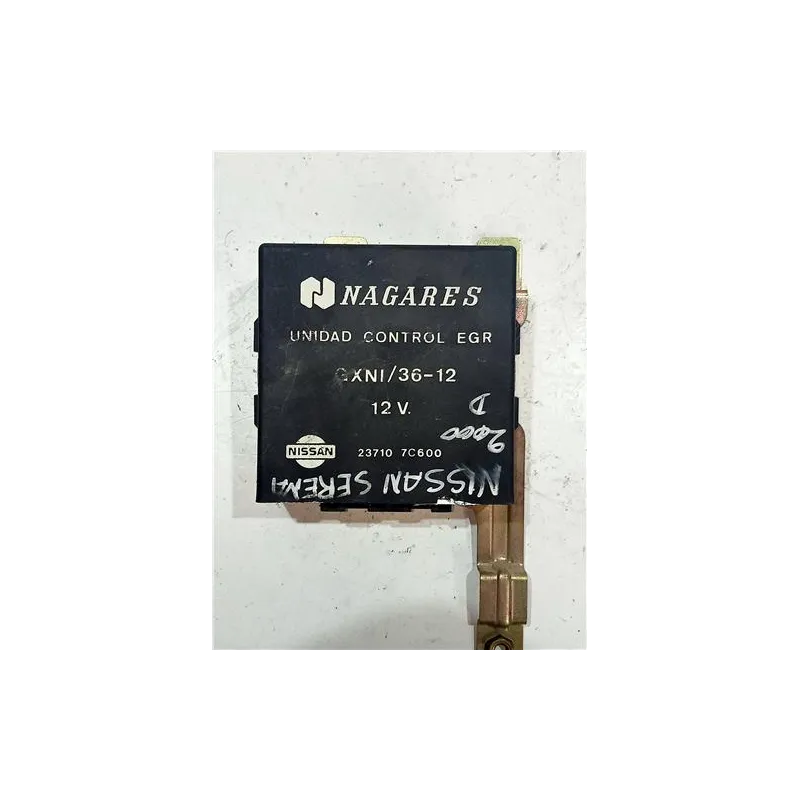 NAGARES
UNIDAD CONTROL EGR
GXNI/36-12
12 V.
NISSAN
23710 7C600
NISSAN SERENA
2000
D